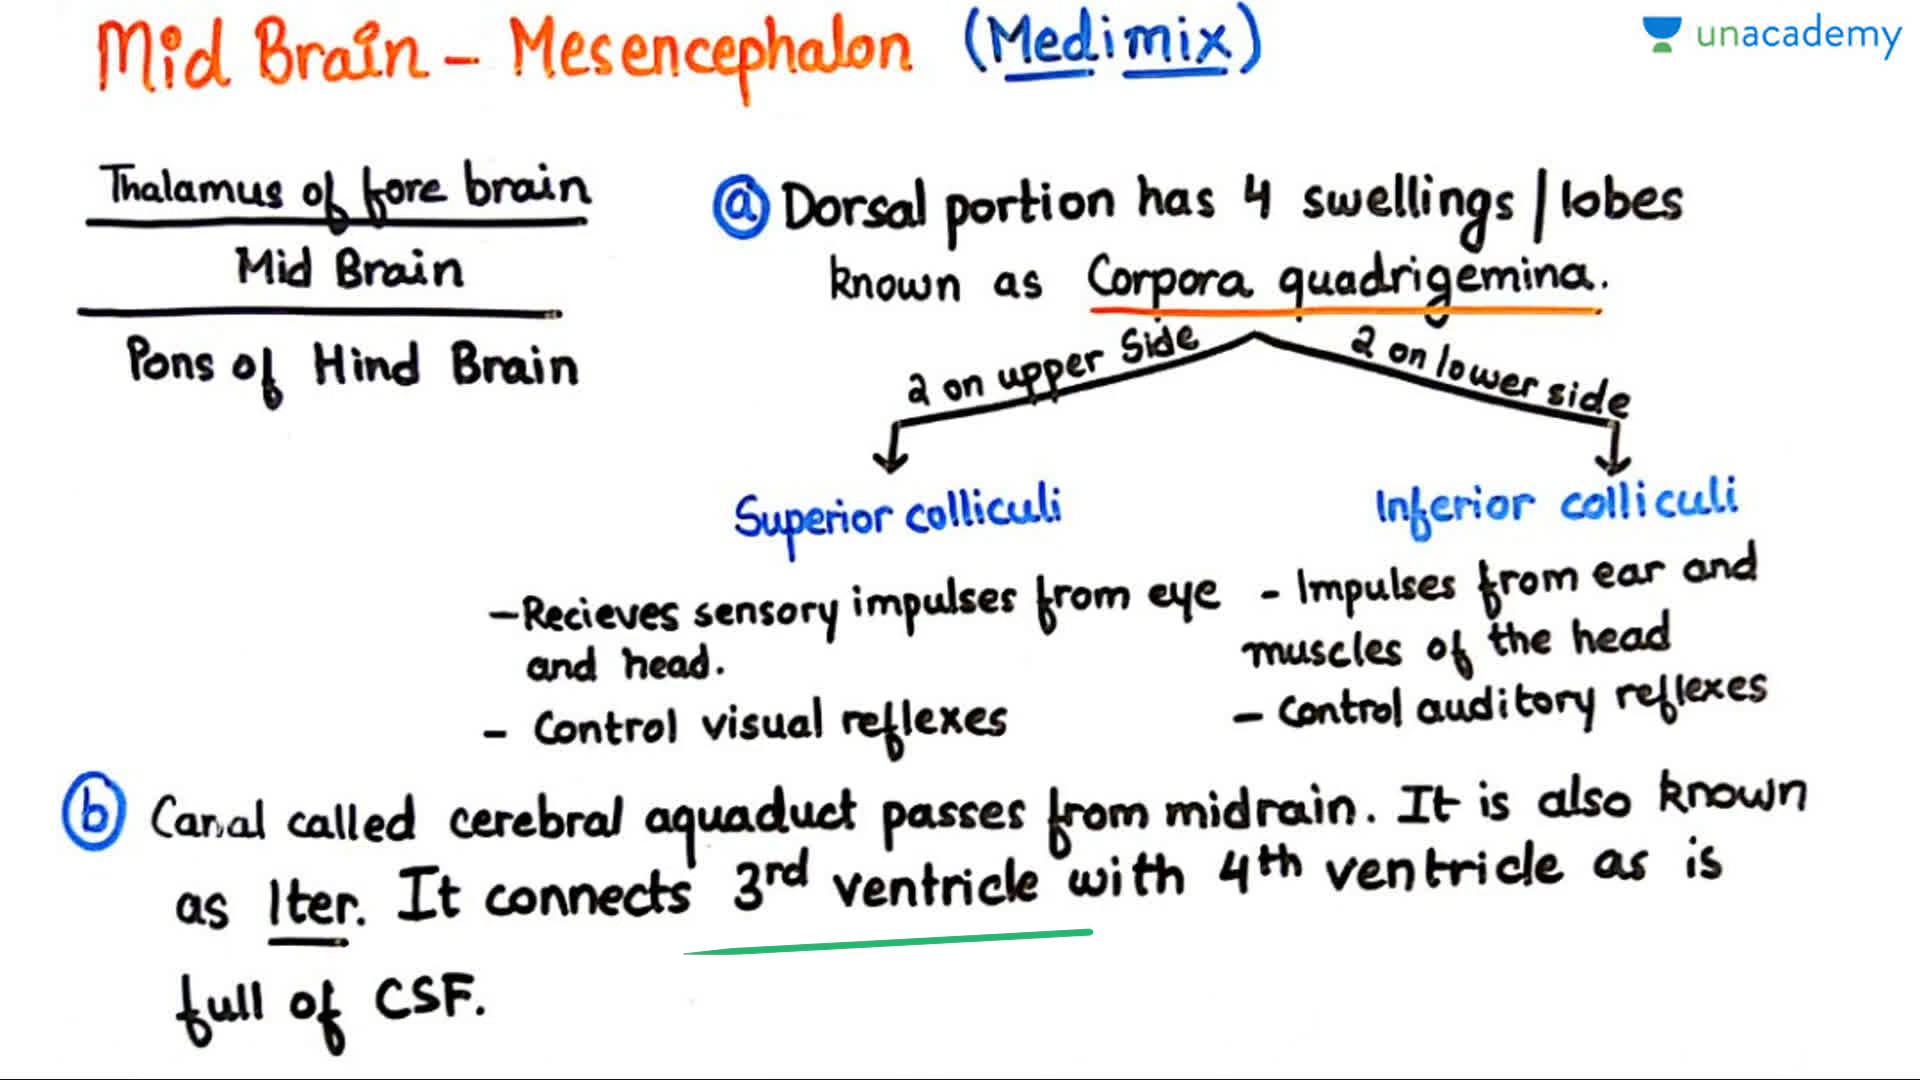 Mid Brain - Mesencephalon (Medimix)
unacademy
Thalamus of fore brain
Mid Brain
Pons of Hind Brain
ⓐ Dorsal portion has 4 swellings / lobes
known as Corpora quadrigemina.
2 on upper Side
2 on lower side
Superior colliculi
- Recieves sensory impulses from eye
and head.
- Control visual reflexes
Inferior colliculi
- Impulses from ear and
muscles of the head
- Control auditory reflexes
ⓑ Canal called cerebral aquaduct passes from midrain. It is also known
as Iter. It connects 3rd ventricle with 4th ventricle as is
full of CSF.